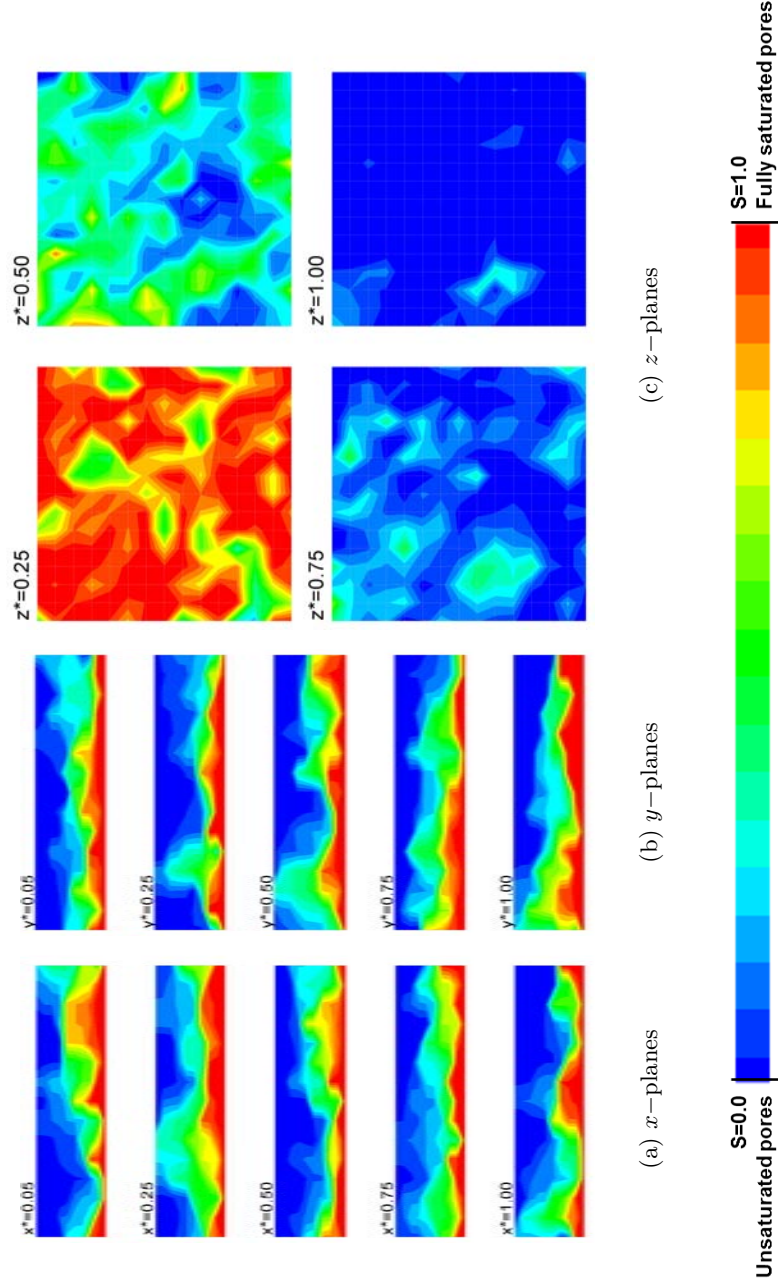 x*=0.05
x*=0.25
x*=0.50
x*=0.75
x*=1.00
(a) x−planes
y*=0.05
y*=0.25
y*=0.50
y*=0.75
y*=1.00
(b) y−planes
z*=0.25
z*=0.50
z*=0.75
z*=1.00
(c) z−planes
S=0.0
Unsaturated pores
S=1.0
Fully saturated pores